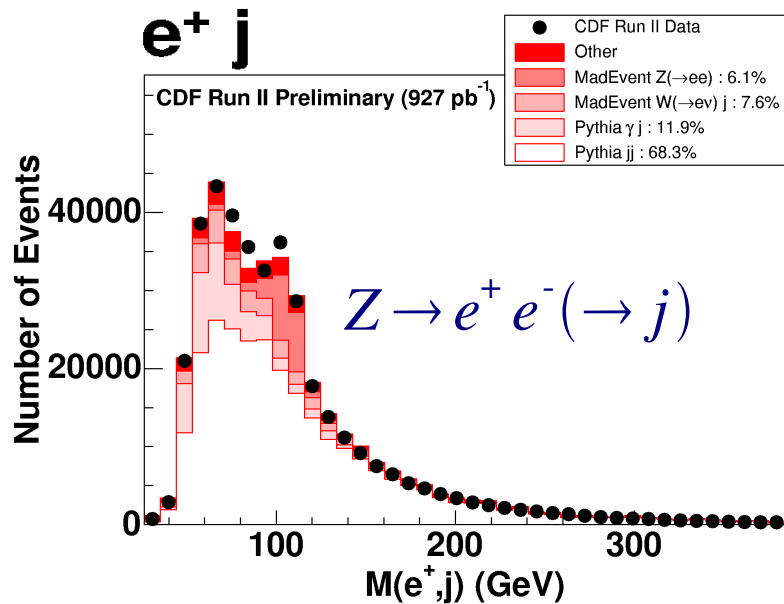 e⁺ j
CDF Run II Data
Other
MadEvent Z(→ee) : 6.1%
MadEvent W(→eν) j : 7.6%
Pythia γ j : 11.9%
Pythia jj : 68.3%
CDF Run II Preliminary (927 pb⁻¹)
Number of Events
40000
20000
0
Z → e⁺ e⁻(→ j)
100
200
300
M(e⁺,j) (GeV)